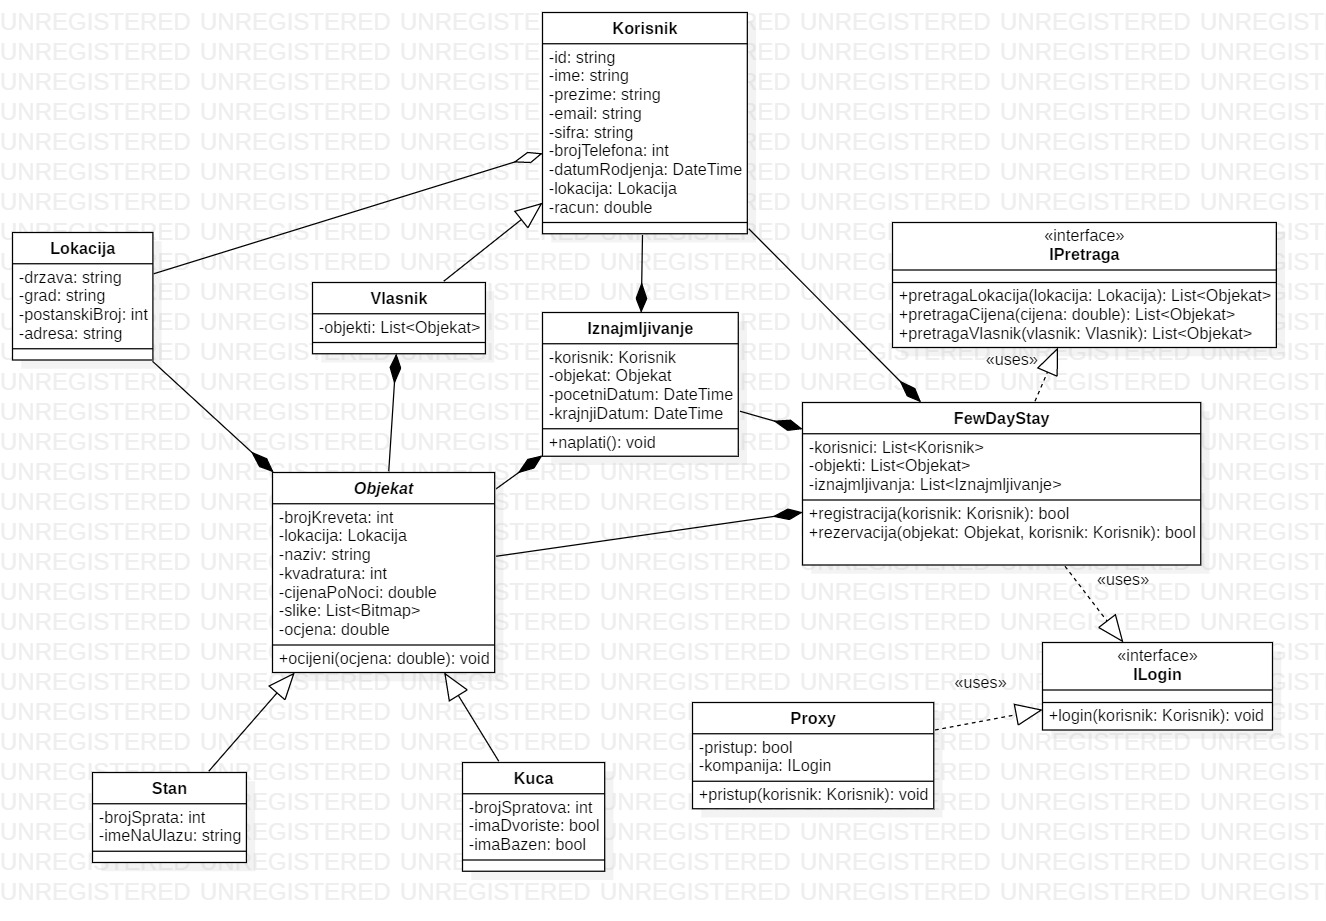 Korisnik
-id: string
-ime: string
-prezime: string
-email: string
-sifra: string
-brojTelefona: int
-datumRodjenja: DateTime
-lokacija: Lokacija
-racun: double
Lokacija
-drzava: string
-grad: string
-postanskiBroj: int
-adresa: string
Vlasnik
-objekti: List<Objekat>
Iznajmljivanje
-korisnik: Korisnik
-objekat: Objekat
-pocetniDatum: DateTime
-krajnjiDatum: DateTime
+naplati(): void
«interface»
IPretraga
+pretragaLokacija(lokacija: Lokacija): List<Objekat>
+pretragaCijena(cijena: double): List<Objekat>
+pretragaVlasnik(vlasnik: Vlasnik): List<Objekat>
«uses»
FewDayStay
-korisnici: List<Korisnik>
-objekti: List<Objekat>
-iznajmljivanja: List<Iznajmljivanje>
+registracija(korisnik: Korisnik): bool
+rezervacija(objekat: Objekat, korisnik: Korisnik): bool
«uses»
Objekat
-brojKreveta: int
-lokacija: Lokacija
-naziv: string
-kvadratura: int
-cijenaPoNoci: double
-slike: List<Bitmap>
-ocjena: double
+ocijeni(ocjena: double): void
«interface»
ILogin
+login(korisnik: Korisnik): void
«uses»
Proxy
-pristup: bool
-kompanija: ILogin
+pristup(korisnik: Korisnik): void
Stan
-brojSprata: int
-imeNaUlazu: string
Kuca
-brojSpratova: int
-imaDvoriste: bool
-imaBazen: bool
UNREGISTERED